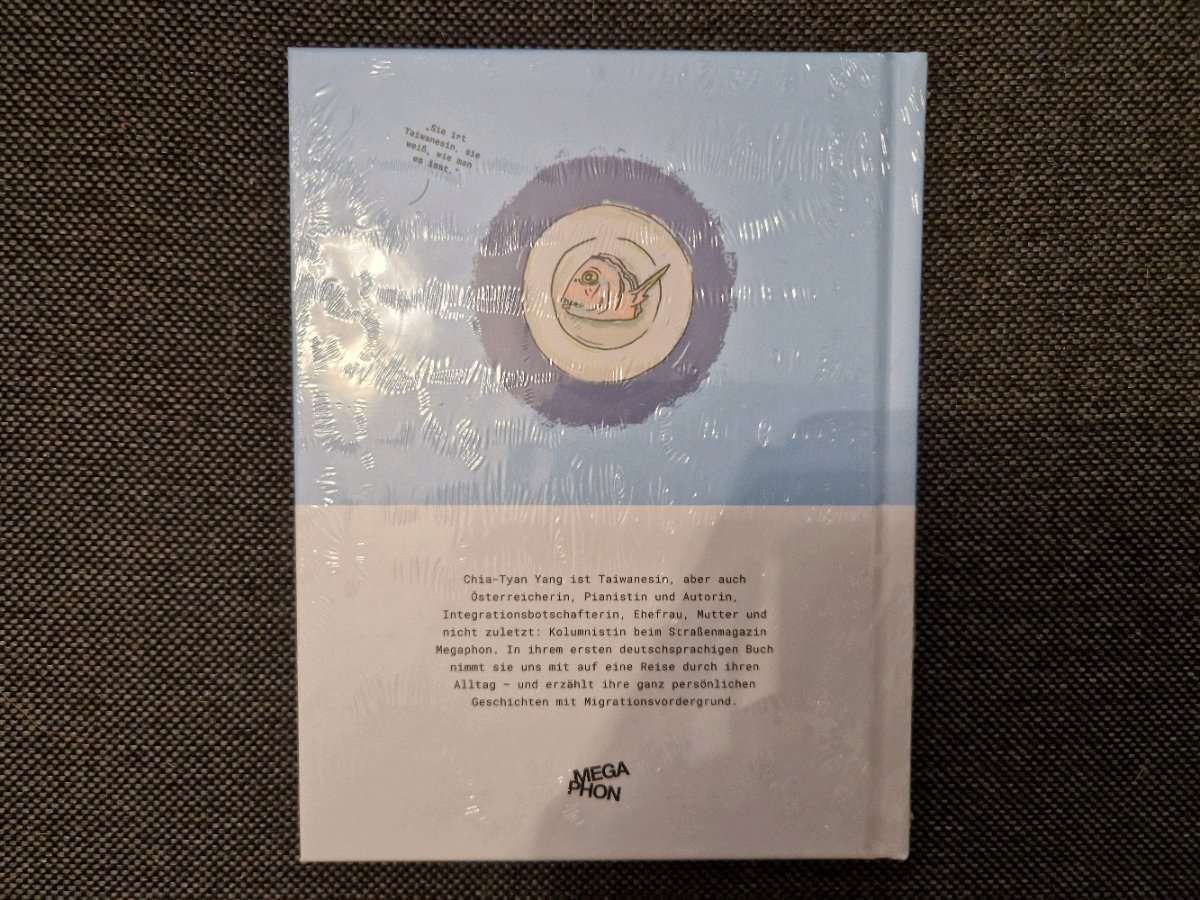 „Sie ist
Taiwanesin, sie
weiß, wie man
es isst."
Chia-Tyan Yang ist Taiwanesin, aber auch
Österreicherin, Pianistin und Autorin,
Integrationsbotschafterin, Ehefrau, Mutter und
nicht zuletzt: Kolumnistin beim Straßenmagazin
Megaphon. In ihrem ersten deutschsprachigen Buch
nimmt sie uns mit auf eine Reise durch ihren
Alltag – und erzählt ihre ganz persönlichen
Geschichten mit Migrationsvordergrund.
MEGA
PHON